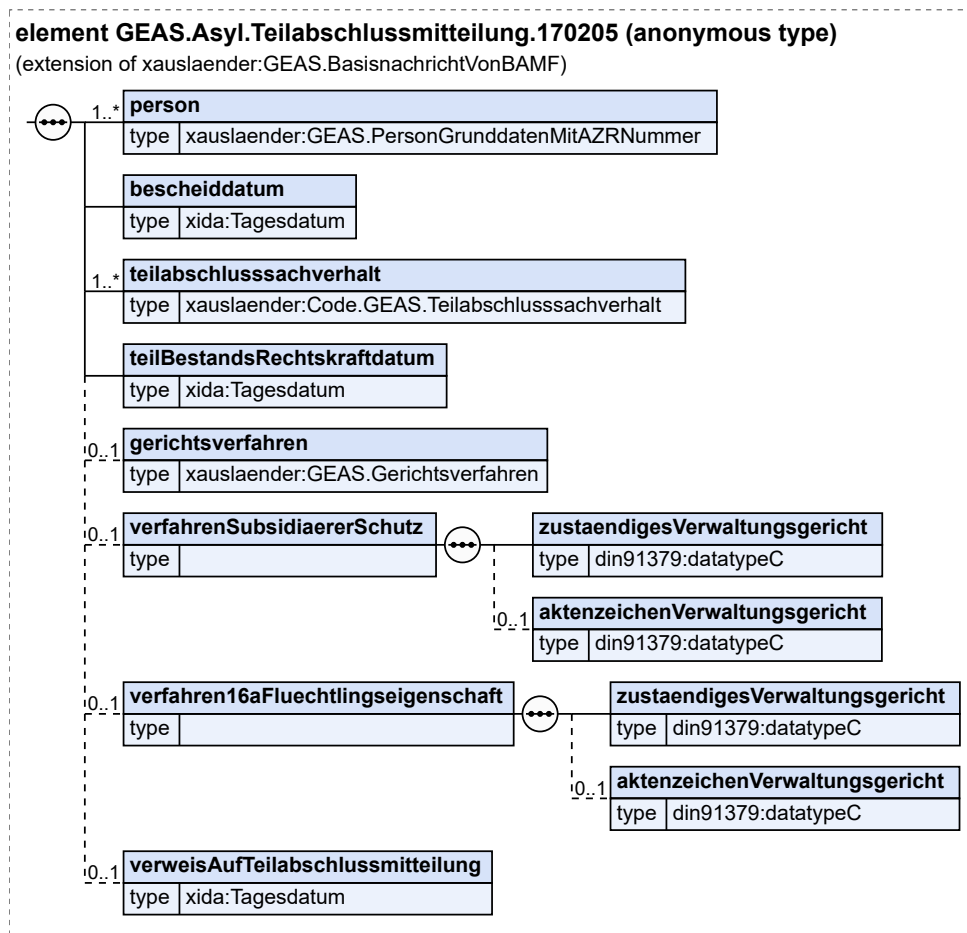 element GEAS.Asyl.Teilabschlussmitteilung.170205 (anonymous type)
(extension of xauslaender:GEAS.BasisnachrichtVonBAMF)
1..* person
type xauslaender:GEAS.PersonGrunddatenMitAZRNummer
bescheiddatum
type xida:Tagesdatum
1..* teilabschlusssachverhalt
type xauslaender:Code.GEAS.Teilabschlusssachverhalt
teilBestandsRechtskraftdatum
type xida:Tagesdatum
0..1 gerichtsverfahren
type xauslaender:GEAS.Gerichtsverfahren
0..1 verfahrenSubsidiaererSchutz
type
zustaendigesVerwaltungsgericht
type din91379:datatypeC
0..1 aktenzeichenVerwaltungsgericht
type din91379:datatypeC
0..1 verfahren16aFluechtlingseigenschaft
type
zustaendigesVerwaltungsgericht
type din91379:datatypeC
0..1 aktenzeichenVerwaltungsgericht
type din91379:datatypeC
0..1 verweisAufTeilabschlussmitteilung
type xida:Tagesdatum